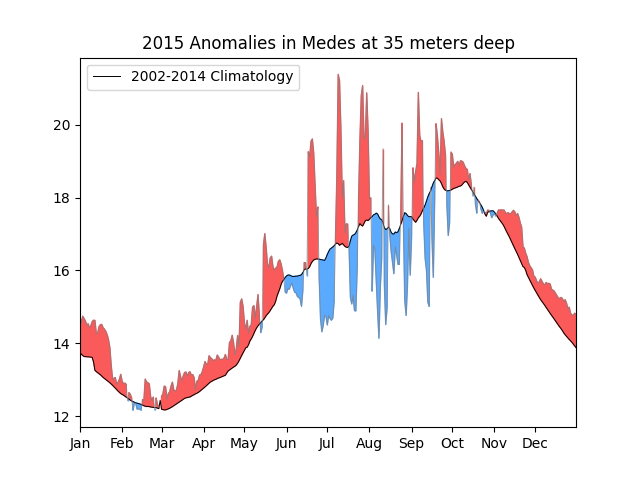 2015 Anomalies in Medes at 35 meters deep
2002-2014 Climatology
20
18
16
14
12
Jan Feb Mar Apr May Jun Jul Aug Sep Oct Nov Dec